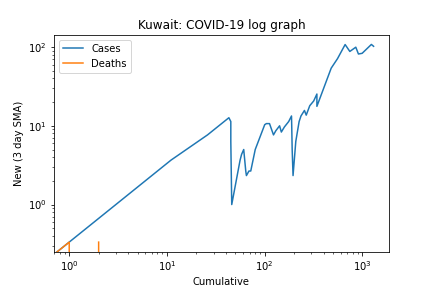 Kuwait: COVID-19 log graph
Cases
Deaths
New (3 day SMA)
10²
10¹
10⁰
10⁰ 10¹ 10² 10³
Cumulative